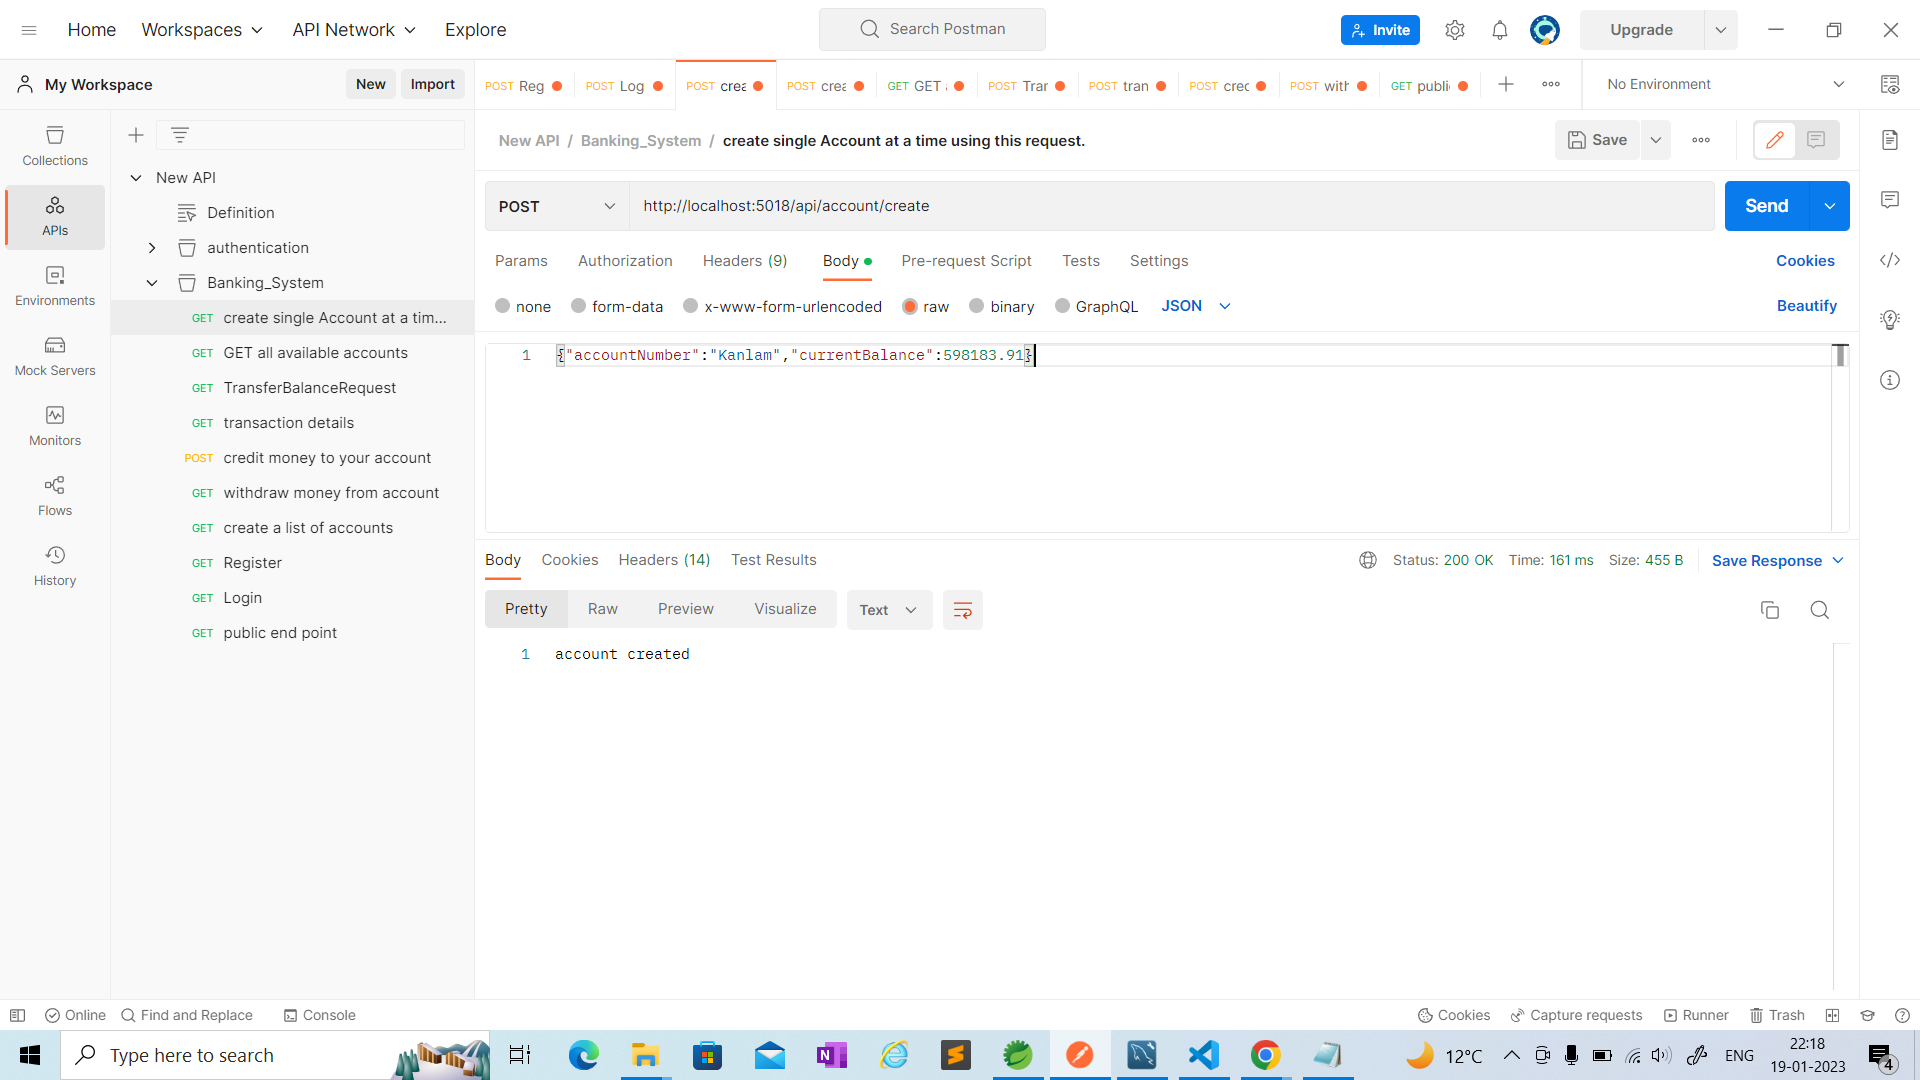 Home Workspaces API Network Explore Search Postman Invite Upgrade
My Workspace New Import POST Reg POST Log POST crea POST crea GET GET POST Trar POST tran POST cred POST with GET publi No Environment
New API / Banking_System / create single Account at a time using this request. Save
Collections
New API
POST http://localhost:5018/api/account/create Send
Definition
APIs
authentication
Params Authorization Headers (9) Body Pre-request Script Tests Settings Cookies
Banking_System
Environments
none form-data x-www-form-urlencoded raw binary GraphQL JSON Beautify
GET create single Account at a tim...
GET GET all available accounts
1 {"accountNumber":"Kanlam","currentBalance":598183.91}
Mock Servers
GET TransferBalanceRequest
GET transaction details
Monitors
POST credit money to your account
GET withdraw money from account
Flows
GET create a list of accounts
GET Register
Body Cookies Headers (14) Test Results Status: 200 OK Time: 161 ms Size: 455 B Save Response
History
GET Login
Pretty Raw Preview Visualize Text
GET public end point
1 account created
Online Find and Replace Console Cookies Capture requests Runner Trash
Type here to search 12°C ENG 22:18
19-01-2023 4